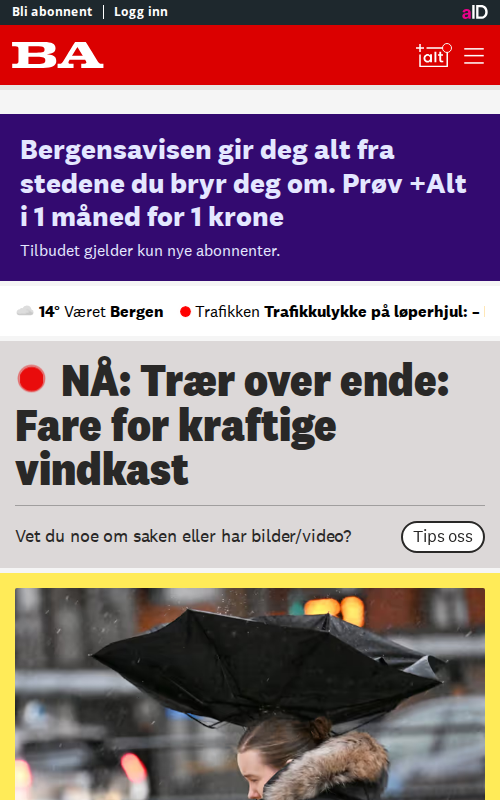 Bli abonnent | Logg inn
aID
BA
+alt
Bergensavisen gir deg alt fra
stedene du bryr deg om. Prøv +Alt
i 1 måned for 1 krone
Tilbudet gjelder kun nye abonnenter.
14° Været Bergen
Trafikken Trafikkulykke på løperhjul: –
NÅ: Trær over ende:
Fare for kraftige
vindkast
Vet du noe om saken eller har bilder/video?
Tips oss